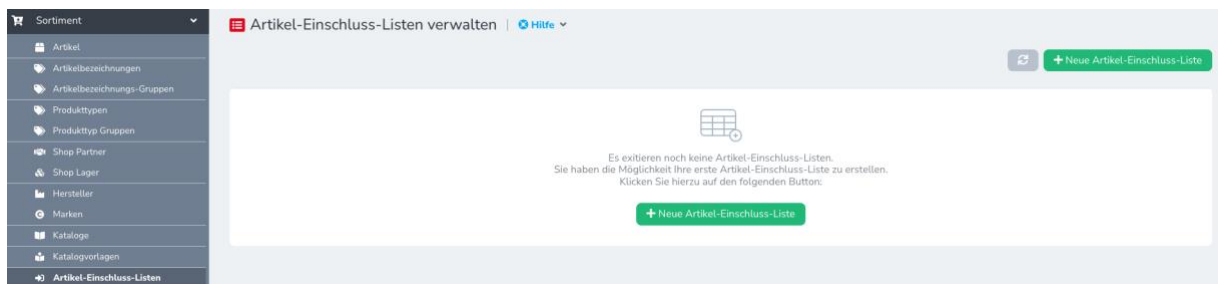 Sortiment
Artikel
Artikelbezeichnungen
Artikelbezeichnungs-Gruppen
Produkttypen
Produkttyp Gruppen
Shop Partner
Shop Lager
Hersteller
Marken
Kataloge
Katalogvorlagen
Artikel-Einschluss-Listen
Artikel-Einschluss-Listen verwalten | Hilfe
+ Neue Artikel-Einschluss-Liste
Es exitieren noch keine Artikel-Einschluss-Listen.
Sie haben die Möglichkeit Ihre erste Artikel-Einschluss-Liste zu erstellen.
Klicken Sie hierzu auf den folgenden Button:
+ Neue Artikel-Einschluss-Liste